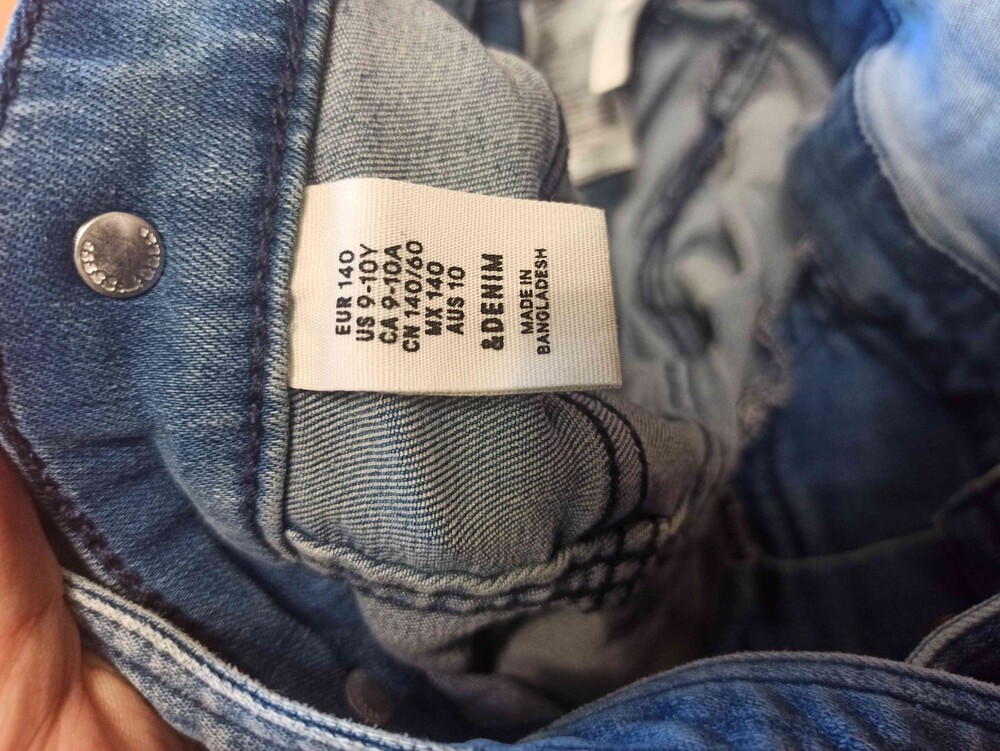 EUR 140
US 9-10Y
CA 9-10A
CN 140/60
MX 140
AUS 10
&DENIM
MADE IN
BANGLADESH